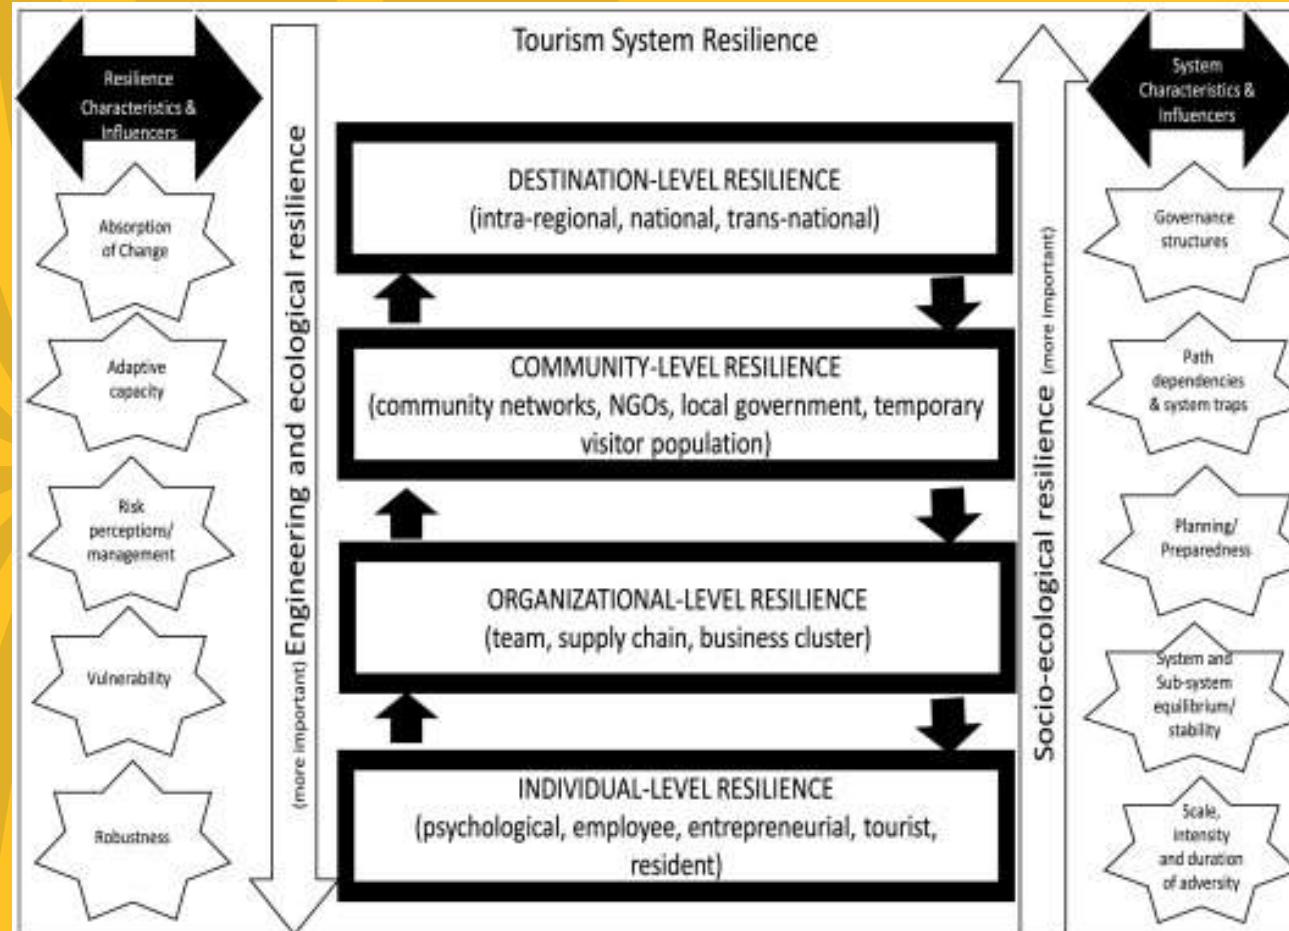 Tourism System Resilience
Resilience
Characteristics &
Influencers
Absorption
of Change
Adaptive
capacity
Risk
perceptions/
management
Vulnerability
Robustness
(more important) Engineering and ecological resilience
DESTINATION-LEVEL RESILIENCE
(intra-regional, national, trans-national)
COMMUNITY-LEVEL RESILIENCE
(community networks, NGOs, local government, temporary
visitor population)
ORGANIZATIONAL-LEVEL RESILIENCE
(team, supply chain, business cluster)
INDIVIDUAL-LEVEL RESILIENCE
(psychological, employee, entrepreneurial, tourist,
resident)
Socio-ecological resilience (more important)
System
Characteristics &
Influencers
Governance
structures
Path
dependencies
& system traps
Planning/
Preparedness
System and
Sub-system
equilibrium/
stability
Scale,
intensity
and duration
of adversity